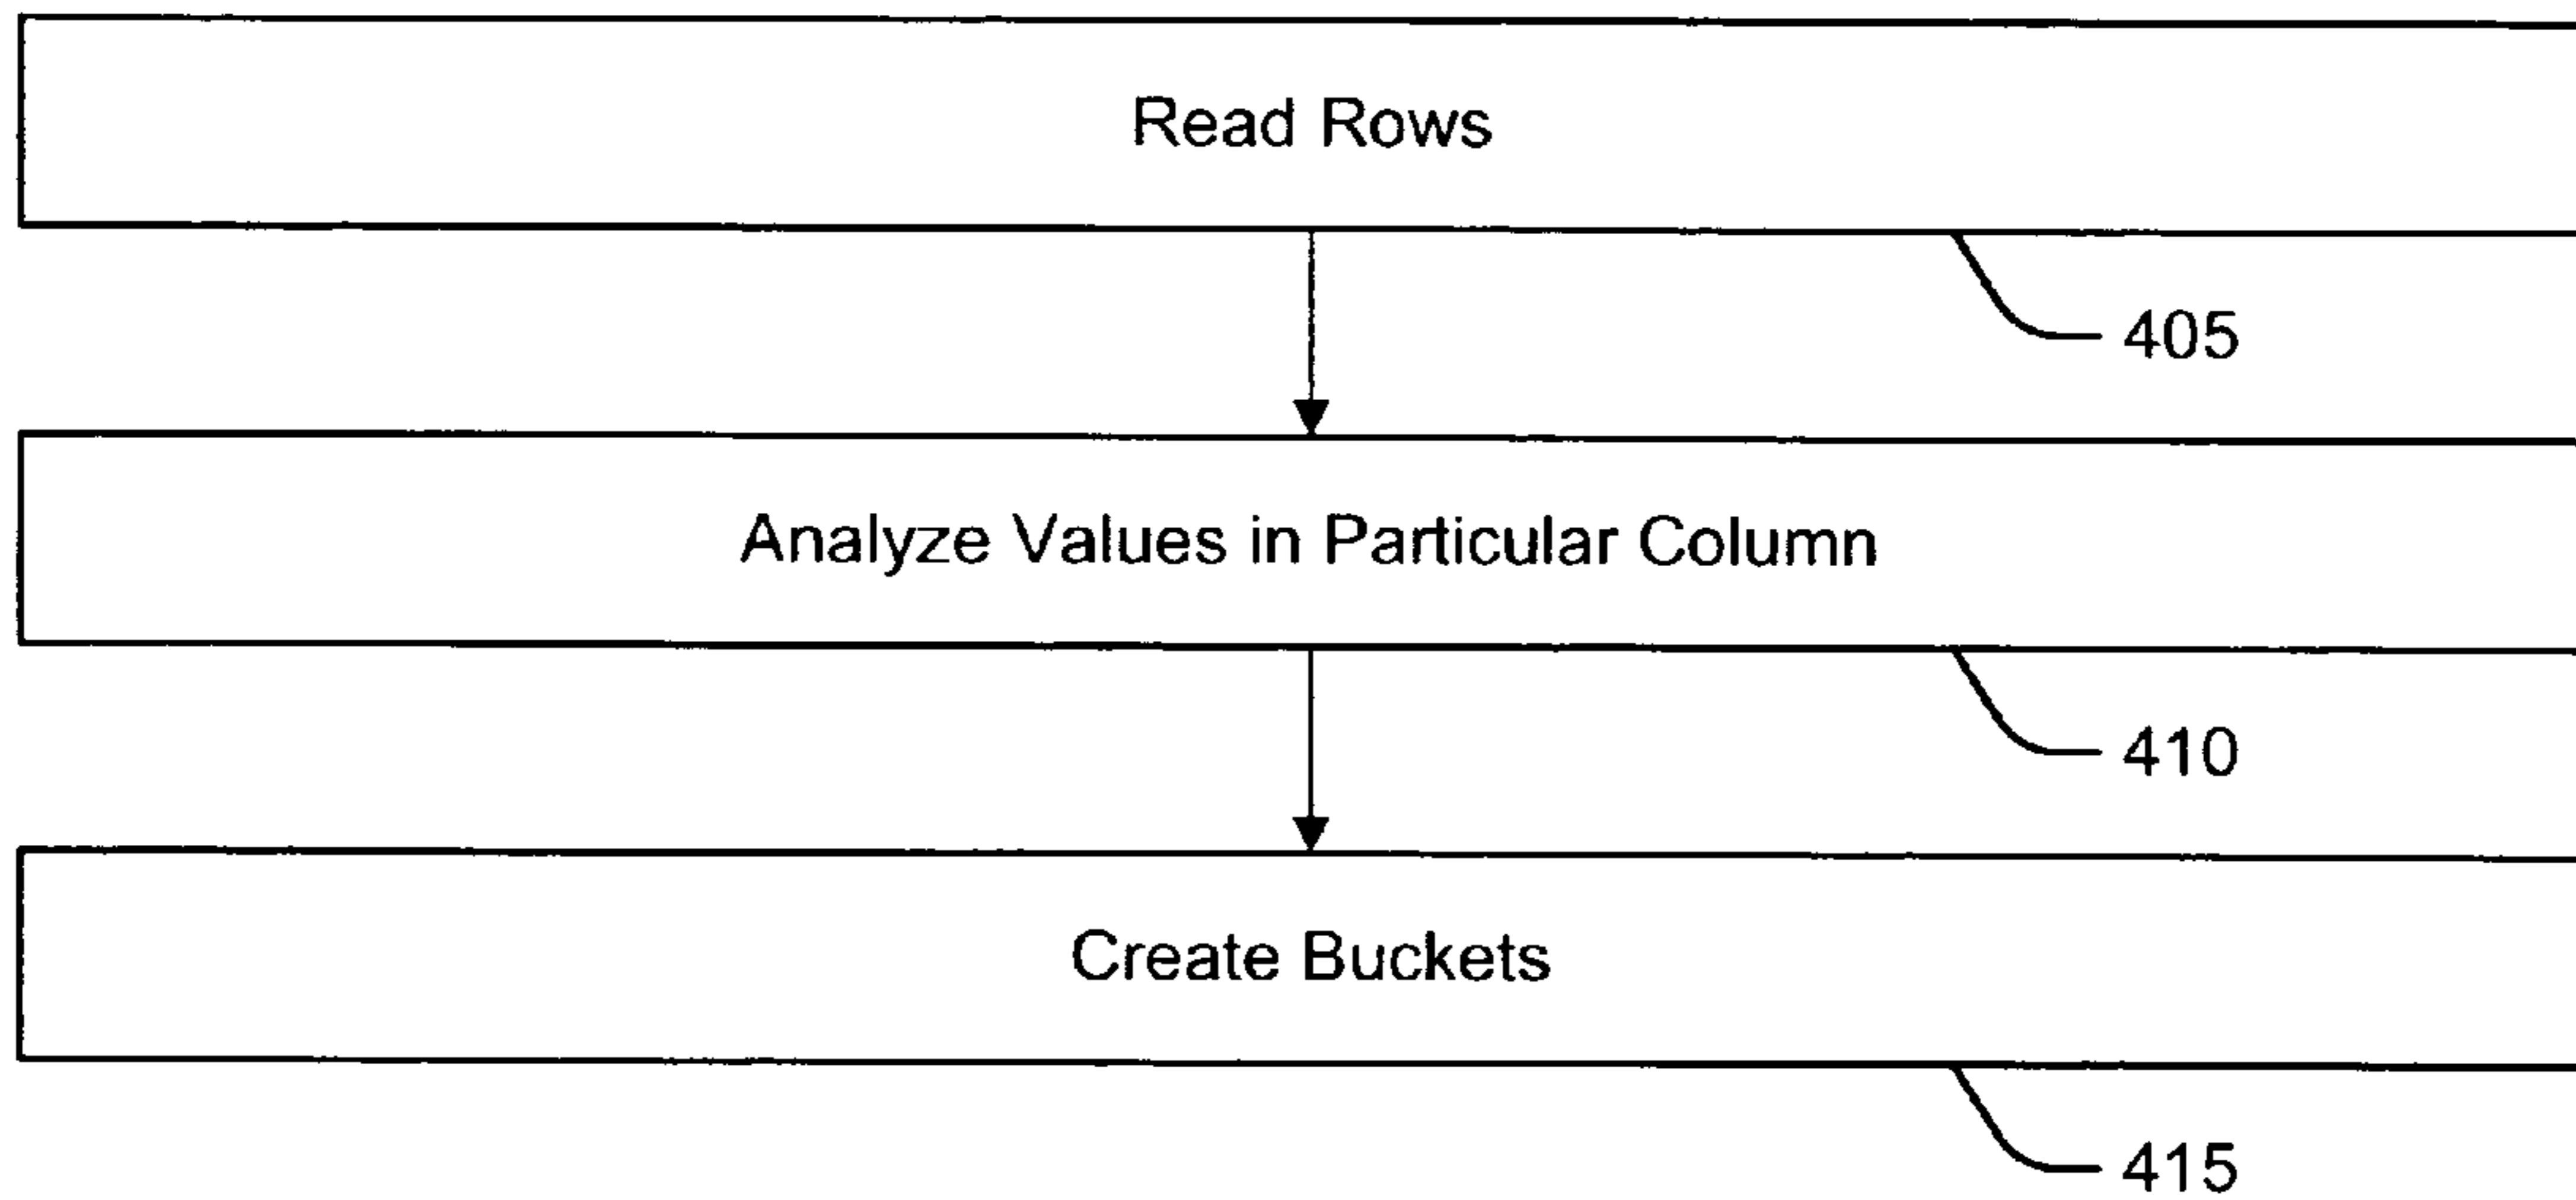 Read Rows
405
Analyze Values in Particular Column
410
Create Buckets
415